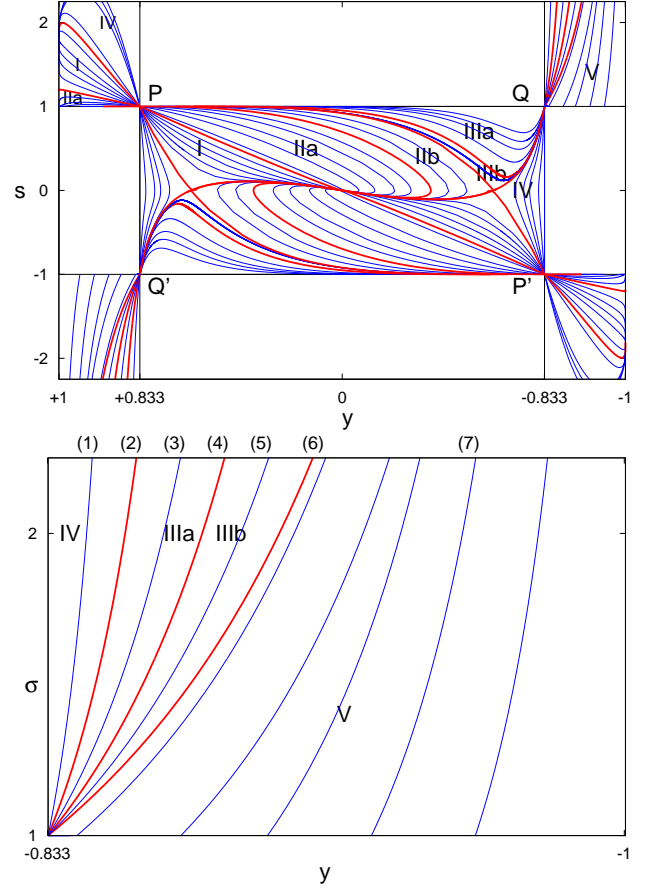 2
IV
I
IIa
1
P
Q
V
I
IIa
IIb
IIIa
IIIb
IV
s
0
-1
Q’
P’
-2
+1
+0.833
0
-0.833
-1
y
(1)
(2)
(3)
(4)
(5)
(6)
(7)
2
IV
IIIa
IIIb
σ
V
1
-0.833
-1
y